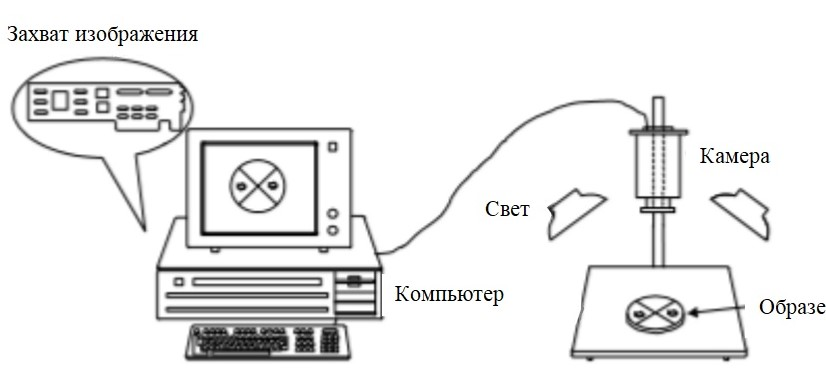 Захват изображения
Камера
Свет
Компьютер
Образе